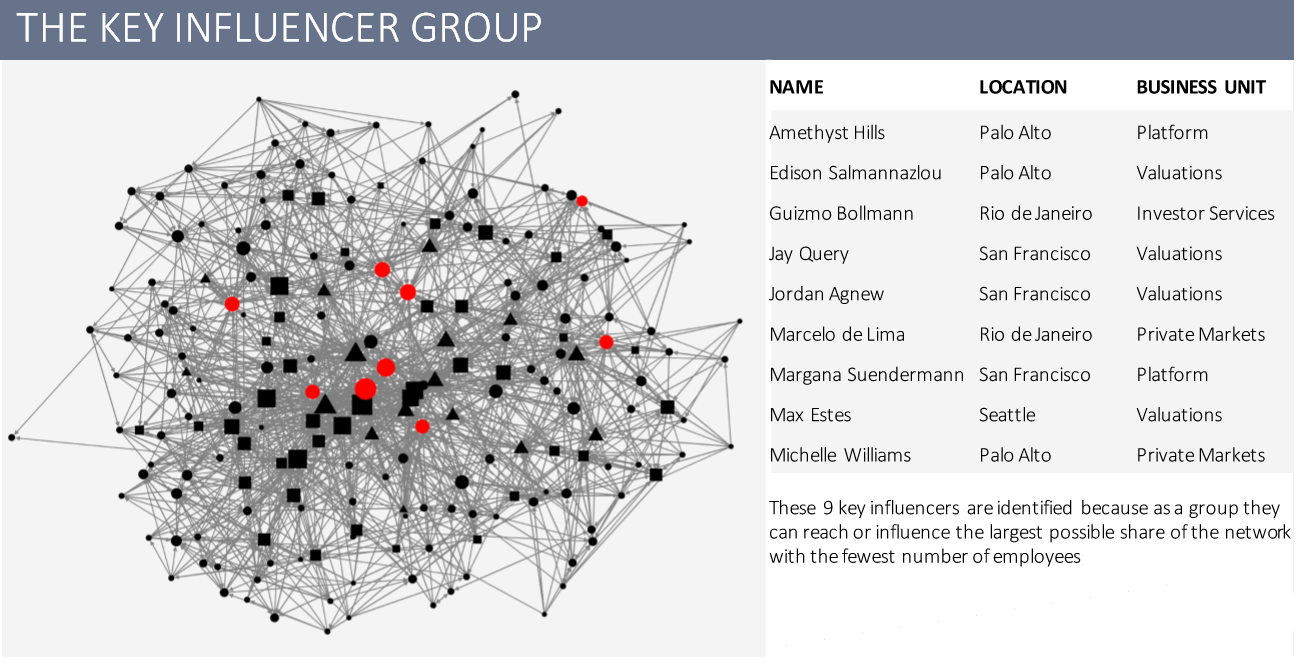 THE KEY INFLUENCER GROUP
NAME LOCATION BUSINESS UNIT
Amethyst Hills Palo Alto Platform
Edison Salmannazlou Palo Alto Valuations
Guizmo Bollmann Rio de Janeiro Investor Services
Jay Query San Francisco Valuations
Jordan Agnew San Francisco Valuations
Marcelo de Lima Rio de Janeiro Private Markets
Margana Suendermann San Francisco Platform
Max Estes Seattle Valuations
Michelle Williams Palo Alto Private Markets
These 9 key influencers are identified because as a group they
can reach or influence the largest possible share of the network
with the fewest number of employees